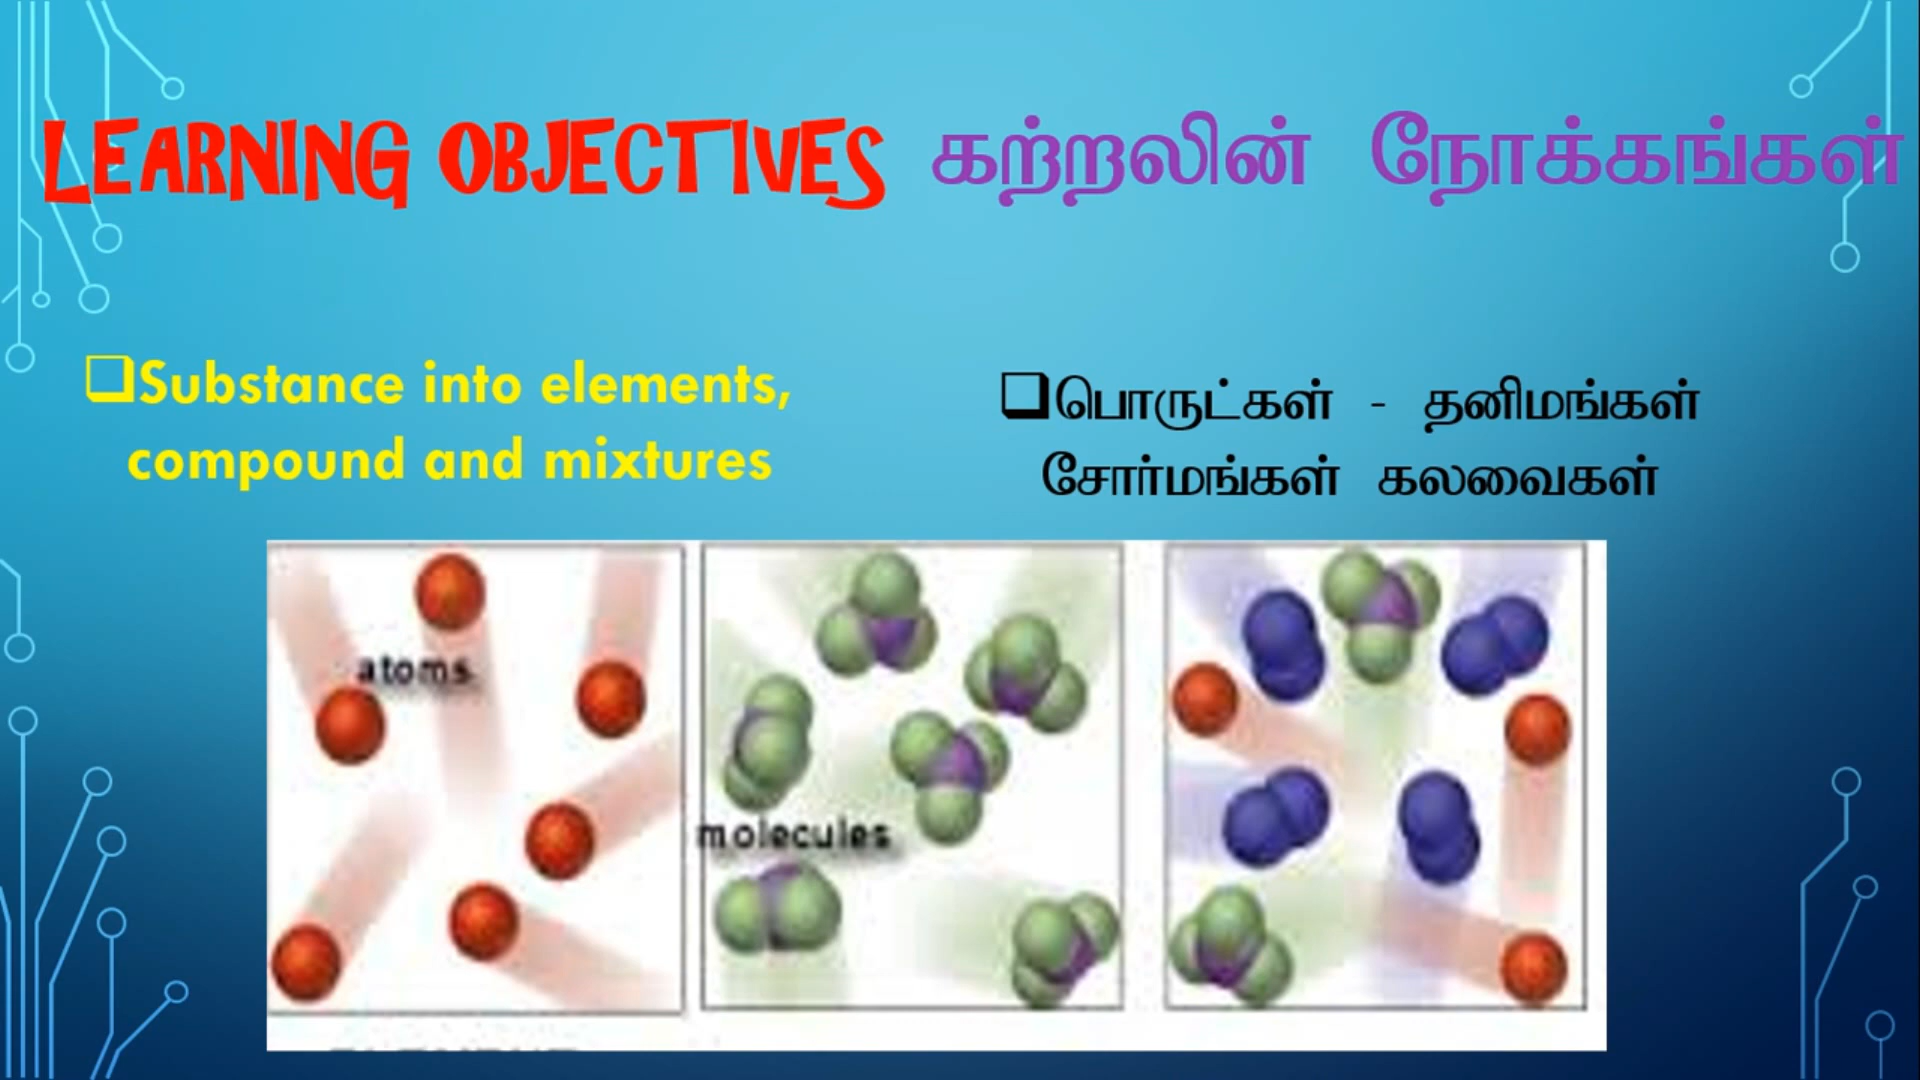 LEARNING OBJECTIVES கற்றலின் நோக்கங்கள்
❑Substance into elements,
compound and mixtures
❑பொருட்கள் - தனிமங்கள்
சேர்மங்கள் கலவைகள்
atoms
molecules